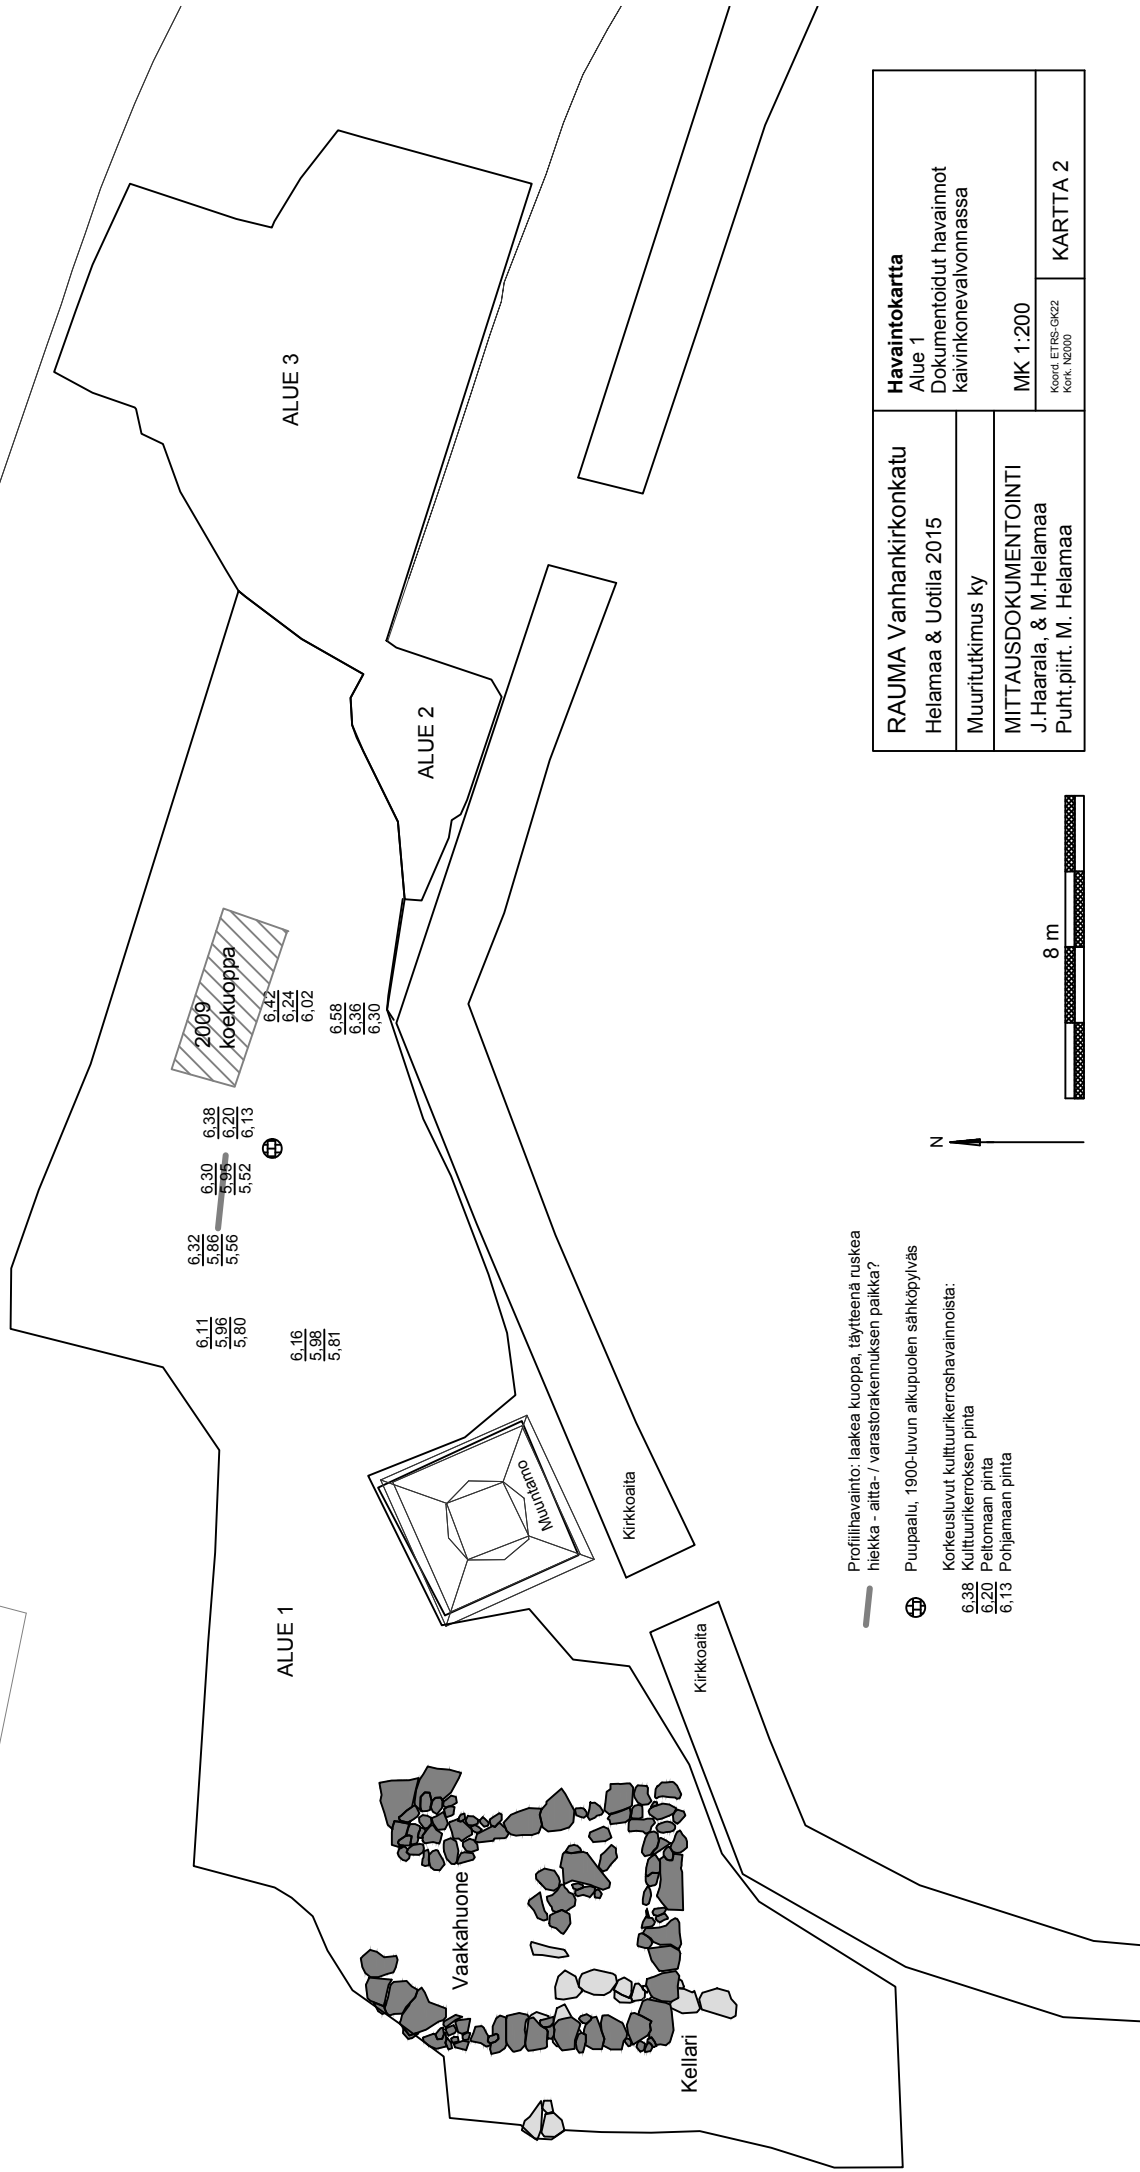 ALUE 3
ALUE 2
ALUE 1
2009
koekuoppa
6,42
6,24
6,02
6,58
6,36
6,30
6,38
6,20
6,13
6,30
5,95
5,52
6,32
5,86
5,56
6,11
5,96
5,80
6,16
5,98
5,81
Muuntamo
Kirkkoaita
Kirkkoaita
Vaakahuone
Kellari
Profiilihavainto: laakea kuoppa, täytteenä ruskea
hiekka - aitta- / varastorakennuksen paikka?
Puupaalu, 1900-luvun alkupuolen sähköpylväs
Korkeusluvut kulttuurikerroshavainnoista:
6,38 Kulttuurikerroksen pinta
6,20 Peltomaan pinta
6,13 Pohjamaan pinta
N
8 m
RAUMA Vanhankirkonkatu
Helamaa & Uotila 2015
Muuritutkimus ky
MITTAUSDOKUMENTOINTI
J.Haarala, & M.Helamaa
Puht.piirt. M. Helamaa
Havaintokartta
Alue 1
Dokumentoidut havainnot
kaivinkonevalvonnassa
MK 1:200
Koord. ETRS-GK22
Kork. N2000
KARTTA 2